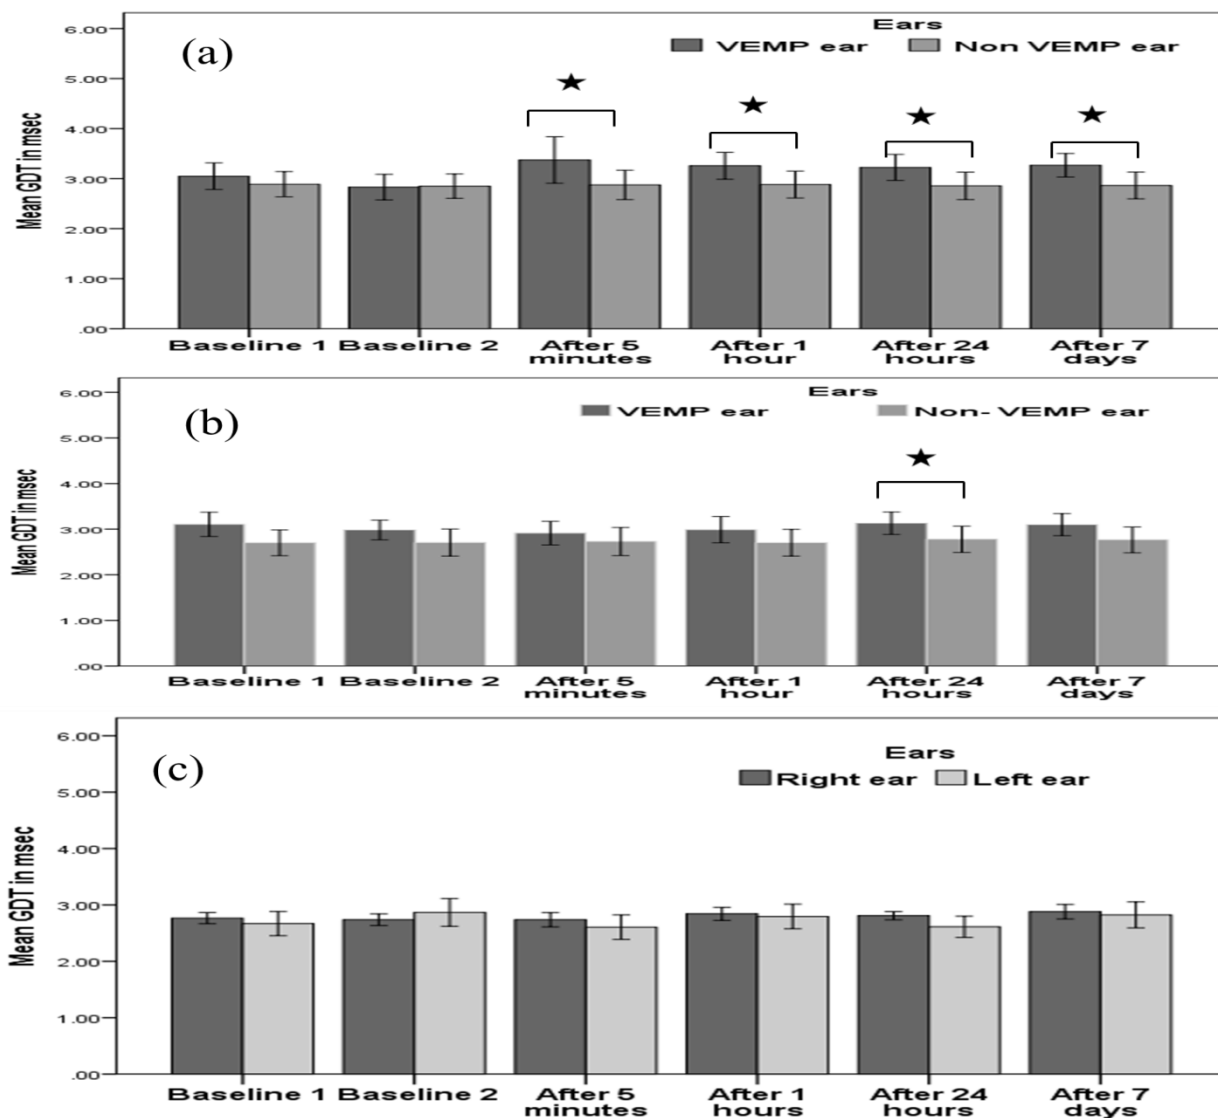 (a)
Ears
VEMP ear Non VEMP ear
6.00
5.00
4.00
3.00
2.00
1.00
.00
Mean GDT in msec
Baseline 1 Baseline 2 After 5 minutes After 1 hour After 24 hours After 7 days
(b)
Ears
VEMP ear Non- VEMP ear
6.00
5.00
4.00
3.00
2.00
1.00
.00
Mean GDT in msec
Baseline 1 Baseline 2 After 5 minutes After 1 hour After 24 hours After 7 days
(c)
Ears
Right ear Left ear
6.00
5.00
4.00
3.00
2.00
1.00
.00
Mean GDT in msec
Baseline 1 Baseline 2 After 5 minutes After 1 hours After 24 hours After 7 days